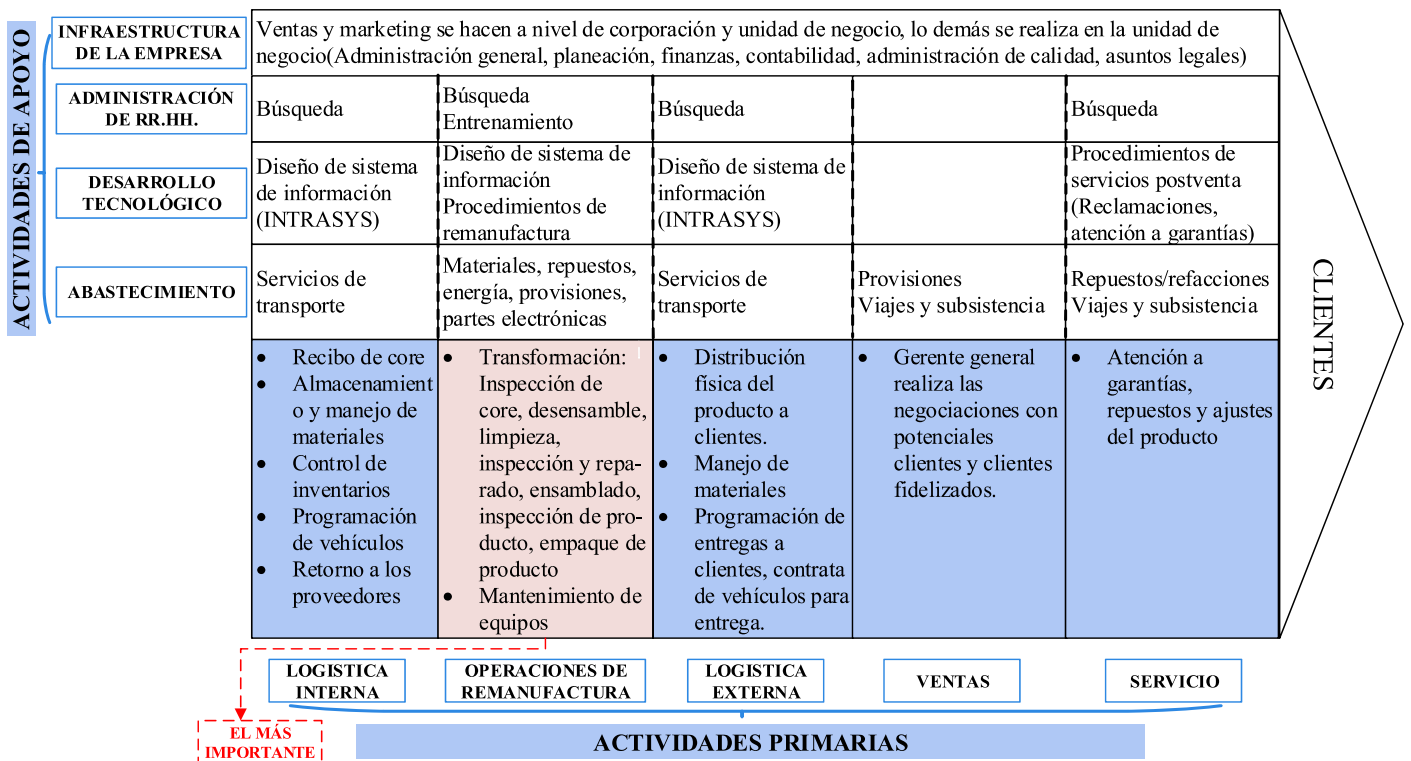 ACTIVIDADES DE APOYO
INFRAESTRUCTURA
DE LA EMPRESA
Ventas y marketing se hacen a nivel de corporación y unidad de negocio, lo demás se realiza en la unidad de
negocio(Administración general, planeación, finanzas, contabilidad, administración de calidad, asuntos legales)
ADMINISTRACIÓN
DE RR.HH.
Búsqueda
Búsqueda
Entrenamiento
Búsqueda
Búsqueda
DESARROLLO
TECNOLÓGICO
Diseño de sistema
de información
(INTRASYS)
Diseño de sistema de
información
Procedimientos de
remanufactura
Diseño de sistema de
información
(INTRASYS)
Procedimientos de
servicios postventa
(Reclamaciones,
atención a garantías)
ABASTECIMIENTO
Servicios de
transporte
Materiales, repuestos,
energía, provisiones,
partes electrónicas
Servicios de
transporte
Provisiones
Viajes y subsistencia
Repuestos/refacciones
Viajes y subsistencia
• Recibo de core
• Almacenamient
o y manejo de
materiales
• Control de
inventarios
• Programación
de vehículos
• Retorno a los
proveedores
• Transformación:
Inspección de
core, desensamble,
limpieza,
inspección y repa-
rado, ensamblado,
inspección de pro-
ducto, empaque de
producto
• Mantenimiento de
equipos
• Distribución
física del
producto a
clientes.
• Manejo de
materiales
• Programación de
entregas a
clientes, contrata
de vehículos para
entrega.
• Gerente general
realiza las
negociaciones con
potenciales
clientes y clientes
fidelizados.
• Atención a
garantías,
repuestos y ajustes
del producto
CLIENTES
LOGISTICA
INTERNA
OPERACIONES DE
REMANUFACTURA
LOGISTICA
EXTERNA
VENTAS
SERVICIO
EL MÁS
IMPORTANTE
ACTIVIDADES PRIMARIAS